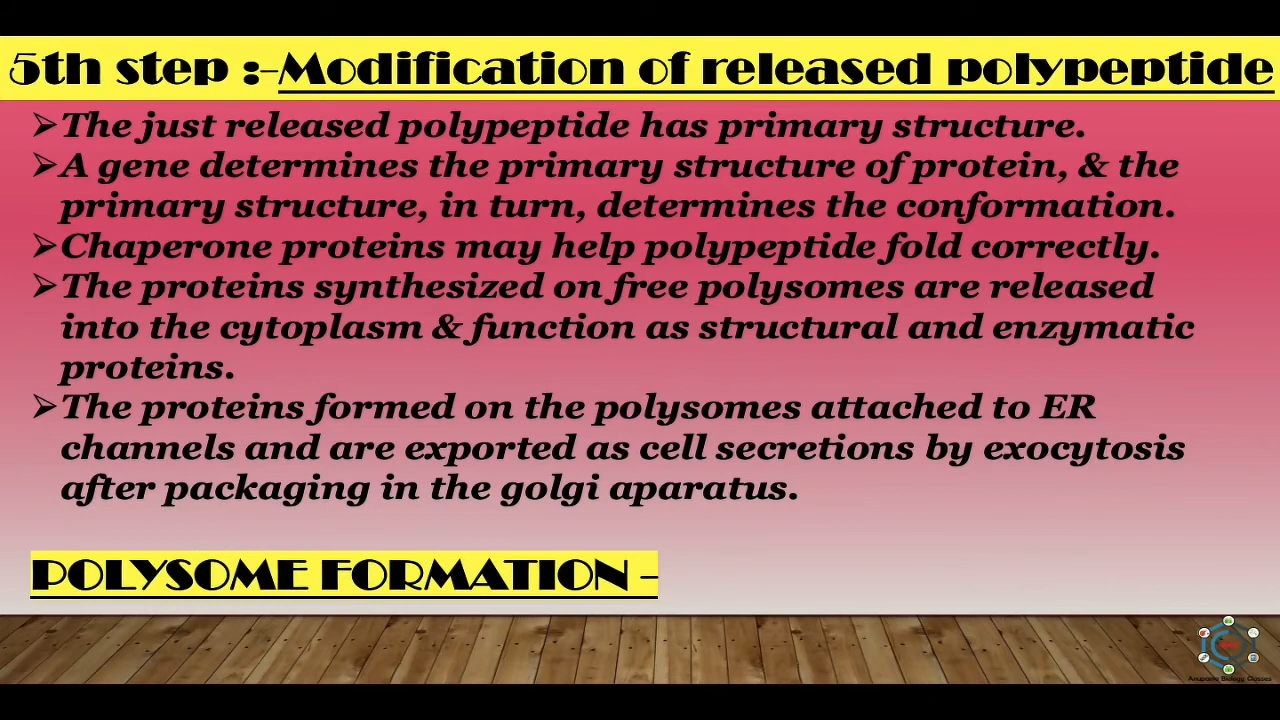 5th step :-Modification of released polypeptide
➢The just released polypeptide has primary structure.
➢A gene determines the primary structure of protein, & the
primary structure, in turn, determines the conformation.
➢Chaperone proteins may help polypeptide fold correctly.
➢The proteins synthesized on free polysomes are released
into the cytoplasm & function as structural and enzymatic
proteins.
➢The proteins formed on the polysomes attached to ER
channels and are exported as cell secretions by exocytosis
after packaging in the golgi aparatus.
POLYSOME FORMATION –
Anupama Biology Classes